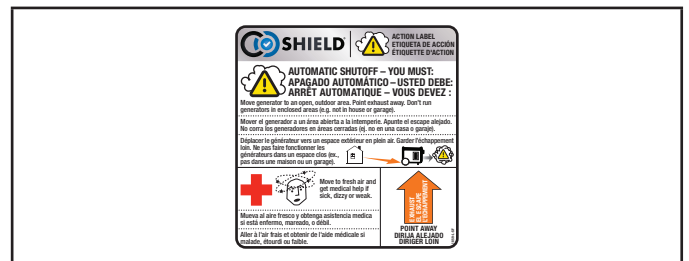 CO SHIELD
ACTION LABEL
ETIQUETA DE ACCIÓN
ÉTIQUETTE D'ACTION
AUTOMATIC SHUTOFF – YOU MUST:
APAGADO AUTOMÁTICO – USTED DEBE:
ARRÊT AUTOMATIQUE – VOUS DEVEZ :
Move generator to an open, outdoor area. Point exhaust away. Don't run
generators in enclosed areas (e.g. not in house or garage).
Mover el generador a un área abierta a la intemperie. Apunte el escape alejado.
No corra los generadores en áreas cerradas (ej. no en una casa o garaje).
Déplacer le générateur vers un espace extérieur en plein air. Garder l'échappement
loin. Ne pas faire fonctionner les
générateurs dans un espace clos (ex.,
pas dans une maison ou un garage).
Move to fresh air and
get medical help if
sick, dizzy or weak.
Mueva al aire fresco y obtenga asistencia medica
si está enfermo, mareado, o débil.
Aller à l'air frais et obtenir de l'aide médicale si
malade, étourdi ou faible.
EXHAUST
EL ESCAPE
L'ÉCHAPPEMENT
POINT AWAY
DIRIJA ALEJADO
DIRIGER LOIN